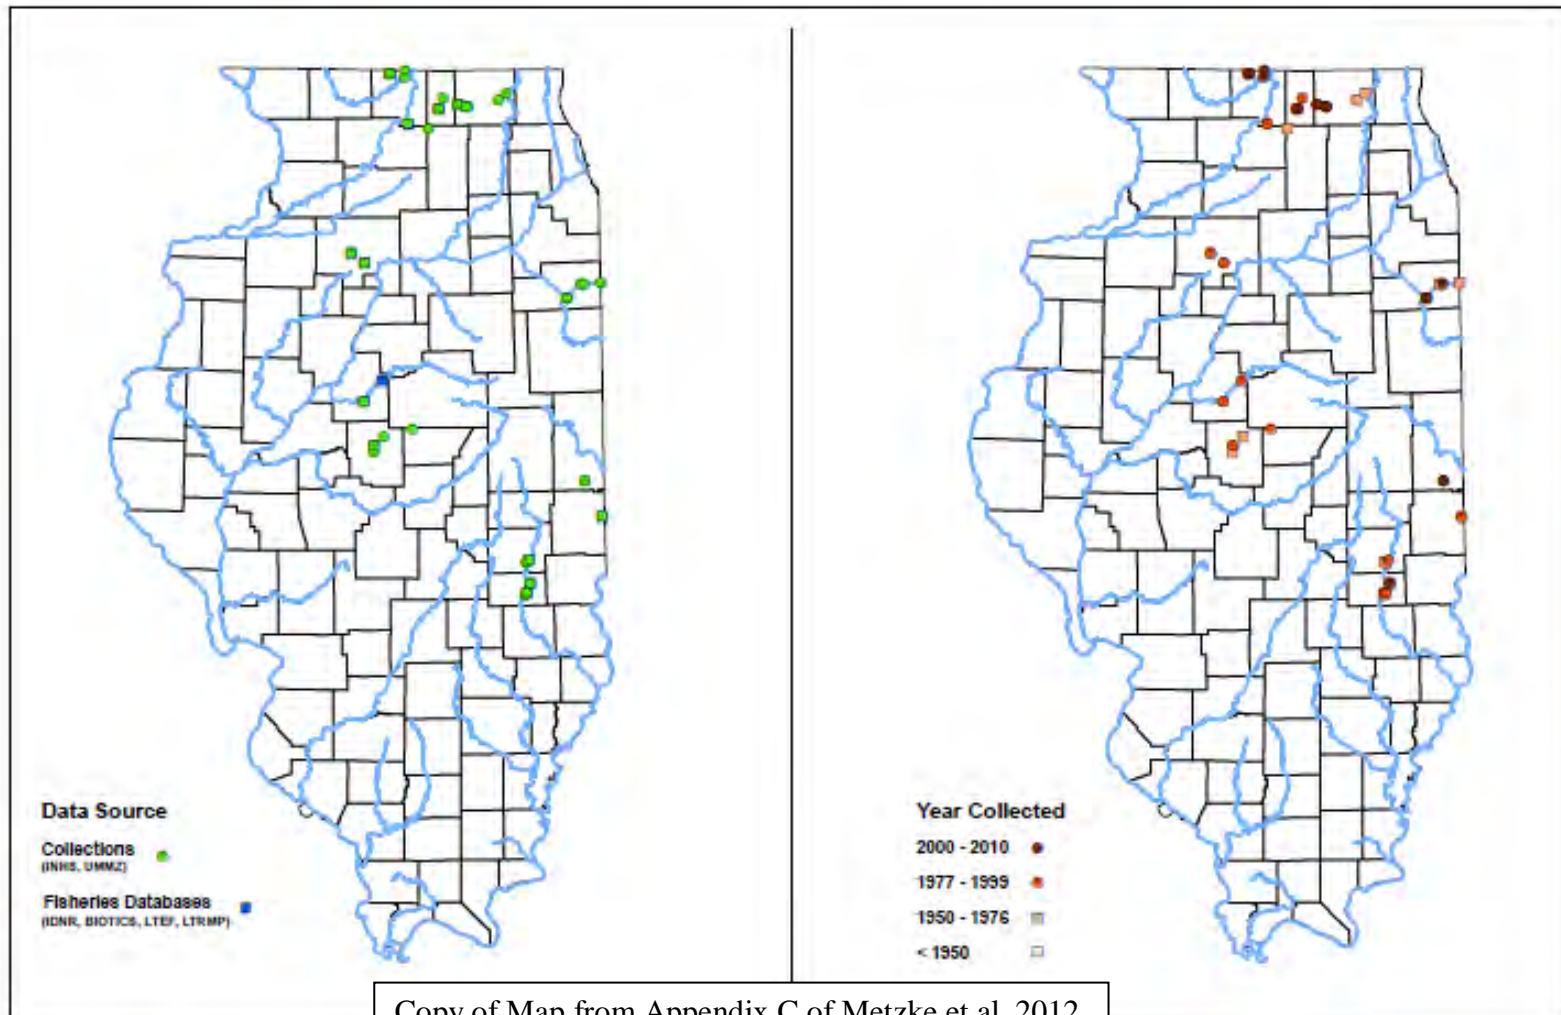 Data Source
Collections
(INHS, UMMZ)
Fisheries Databases
(IDNR, BIOTICS, LTEF, LTRMP)
Year Collected
2000 - 2010
1977 - 1999
1950 - 1976
< 1950
Copy of Map from Appendix C of Metzke et al. 2012